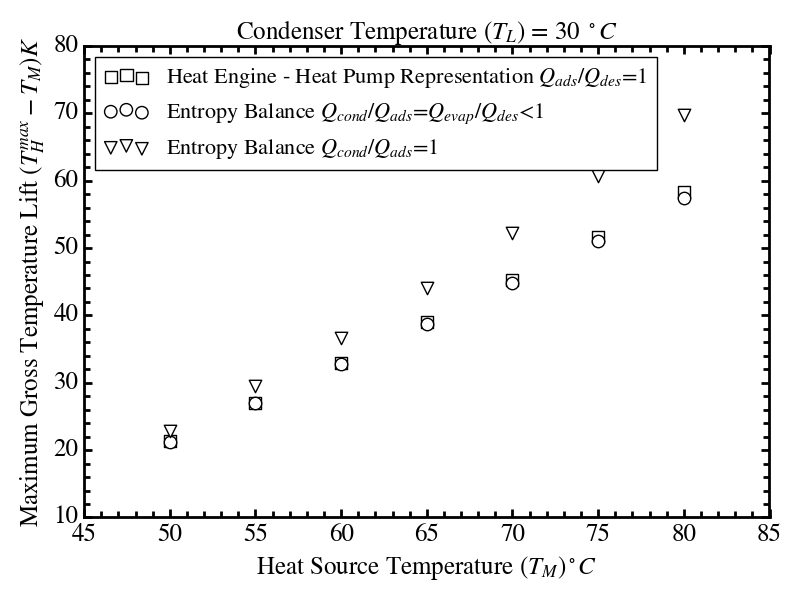 Condenser Temperature (T_L) = 30 °C
Maximum Gross Temperature Lift (T_H^max − T_M)K
80
70
60
50
40
30
20
10
Heat Engine - Heat Pump Representation Q_ads/Q_des=1
Entropy Balance Q_cond/Q_ads=Q_evap/Q_des<1
Entropy Balance Q_cond/Q_ads=1
45 50 55 60 65 70 75 80 85
Heat Source Temperature (T_M)°C